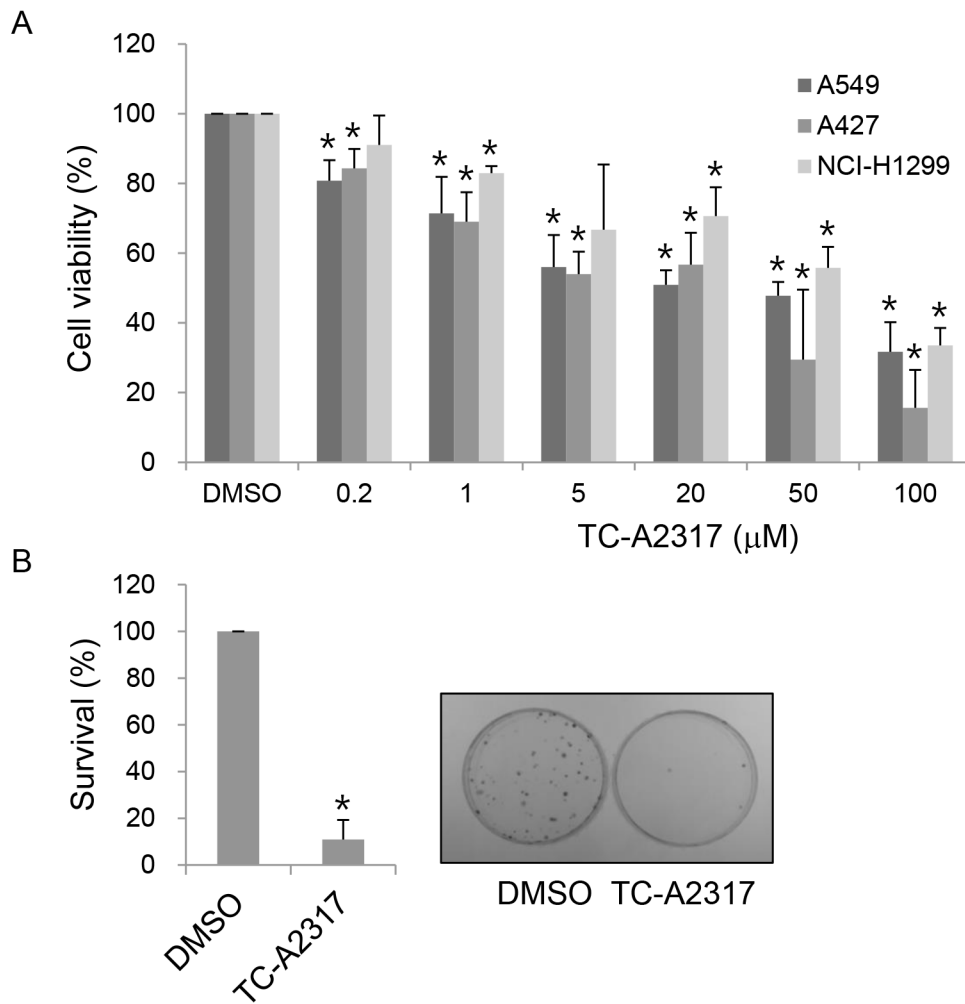 A
120
100
80
60
40
20
0
Cell viability (%)
A549
A427
NCI-H1299
* * * * * * * * * * * * * * * *
DMSO 0.2 1 5 20 50 100
TC-A2317 (μM)
B
120
100
80
60
40
20
0
Survival (%)
*
DMSO
TC-A2317
DMSO TC-A2317